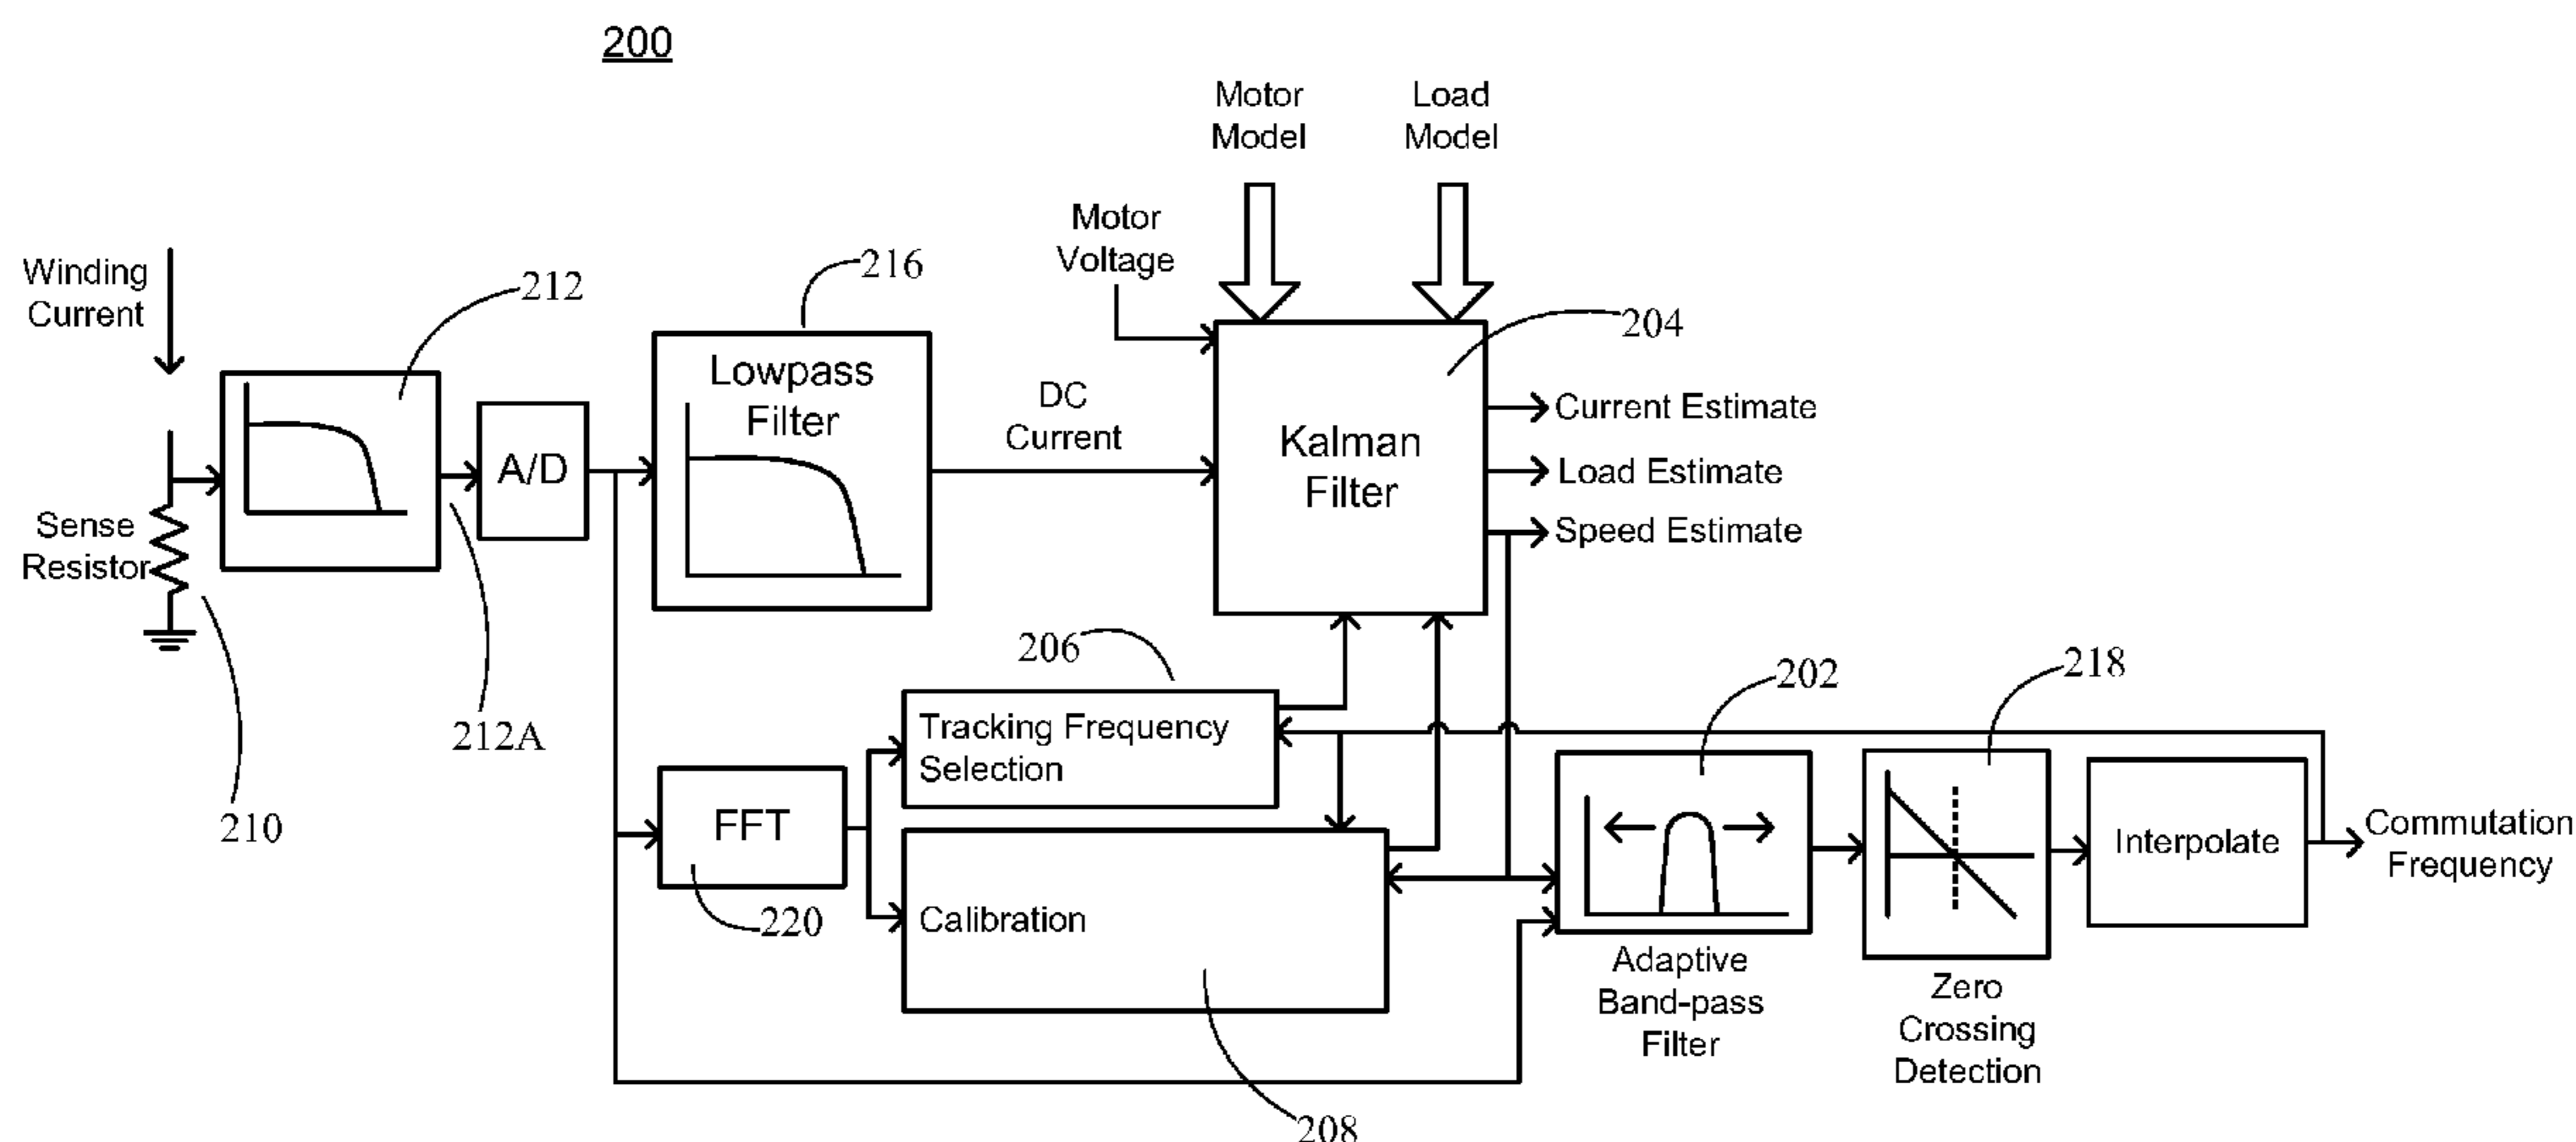 200
Motor
Model
Load
Model
Motor
Voltage
Winding
Current
212
216
204
Lowpass
Filter
A/D
DC
Current
Kalman
Filter
Current Estimate
Load Estimate
Speed Estimate
Sense
Resistor
206
202
218
212A
210
Tracking Frequency
Selection
FFT
220
Calibration
Interpolate
Commutation
Frequency
Adaptive
Band-pass
Filter
Zero
Crossing
Detection
208